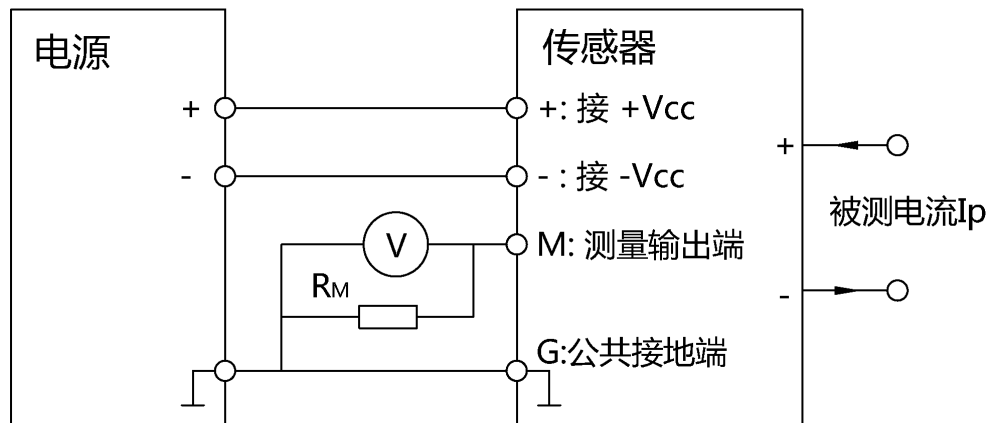 电源
传感器
+
+: 接 +Vcc
-
- : 接 -Vcc
+
被测电流Ip
-
V
M: 测量输出端
RM
G:公共接地端